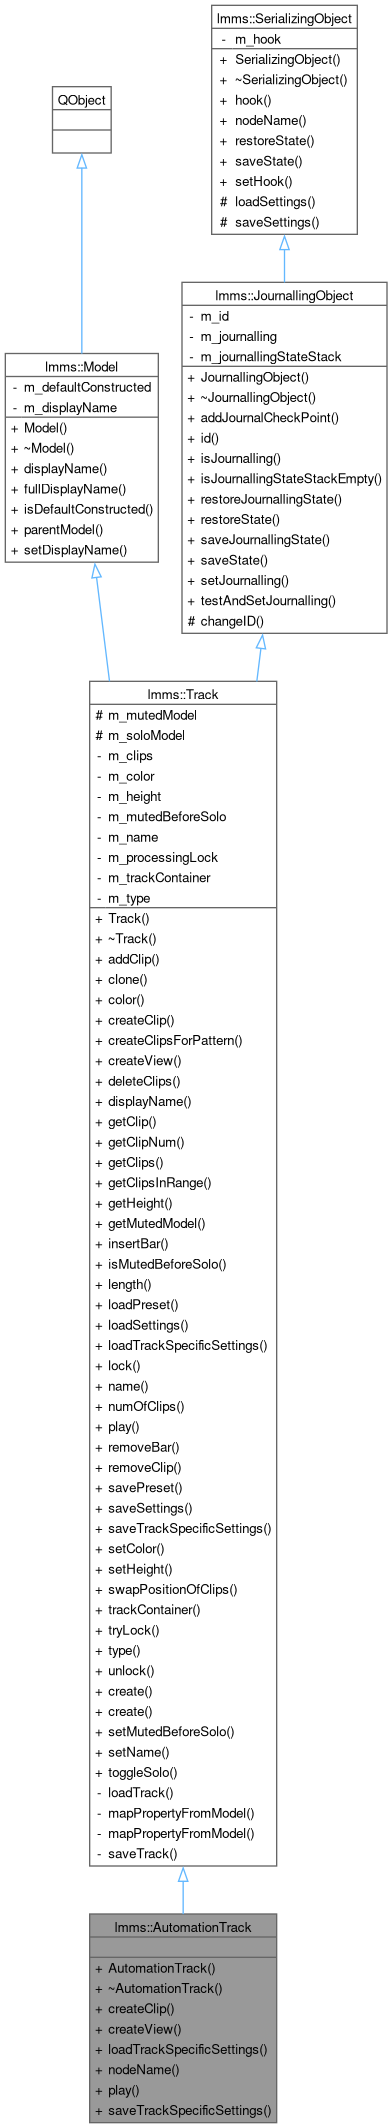 lmms::SerializingObject
- m_hook
+ SerializingObject()
+ ~SerializingObject()
+ hook()
+ nodeName()
+ restoreState()
+ saveState()
+ setHook()
# loadSettings()
# saveSettings()
QObject
lmms::JournallingObject
- m_id
- m_journalling
- m_journallingStateStack
+ JournallingObject()
+ ~JournallingObject()
+ addJournalCheckPoint()
+ id()
+ isJournalling()
+ isJournallingStateStackEmpty()
+ restoreJournallingState()
+ restoreState()
+ saveJournallingState()
+ saveState()
+ setJournalling()
+ testAndSetJournalling()
# changeID()
lmms::Model
- m_defaultConstructed
- m_displayName
+ Model()
+ ~Model()
+ displayName()
+ fullDisplayName()
+ isDefaultConstructed()
+ parentModel()
+ setDisplayName()
lmms::Track
# m_mutedModel
# m_soloModel
- m_clips
- m_color
- m_height
- m_mutedBeforeSolo
- m_name
- m_processingLock
- m_trackContainer
- m_type
+ Track()
+ ~Track()
+ addClip()
+ clone()
+ color()
+ createClip()
+ createClipsForPattern()
+ createView()
+ deleteClips()
+ displayName()
+ getClip()
+ getClipNum()
+ getClips()
+ getClipsInRange()
+ getHeight()
+ getMutedModel()
+ insertBar()
+ isMutedBeforeSolo()
+ length()
+ loadPreset()
+ loadSettings()
+ loadTrackSpecificSettings()
+ lock()
+ name()
+ numOfClips()
+ play()
+ removeBar()
+ removeClip()
+ savePreset()
+ saveSettings()
+ saveTrackSpecificSettings()
+ setColor()
+ setHeight()
+ swapPositionOfClips()
+ trackContainer()
+ tryLock()
+ type()
+ unlock()
+ create()
+ create()
+ setMutedBeforeSolo()
+ setName()
+ toggleSolo()
- loadTrack()
- mapPropertyFromModel()
- mapPropertyFromModel()
- saveTrack()
lmms::AutomationTrack
+ AutomationTrack()
+ ~AutomationTrack()
+ createClip()
+ createView()
+ loadTrackSpecificSettings()
+ nodeName()
+ play()
+ saveTrackSpecificSettings()